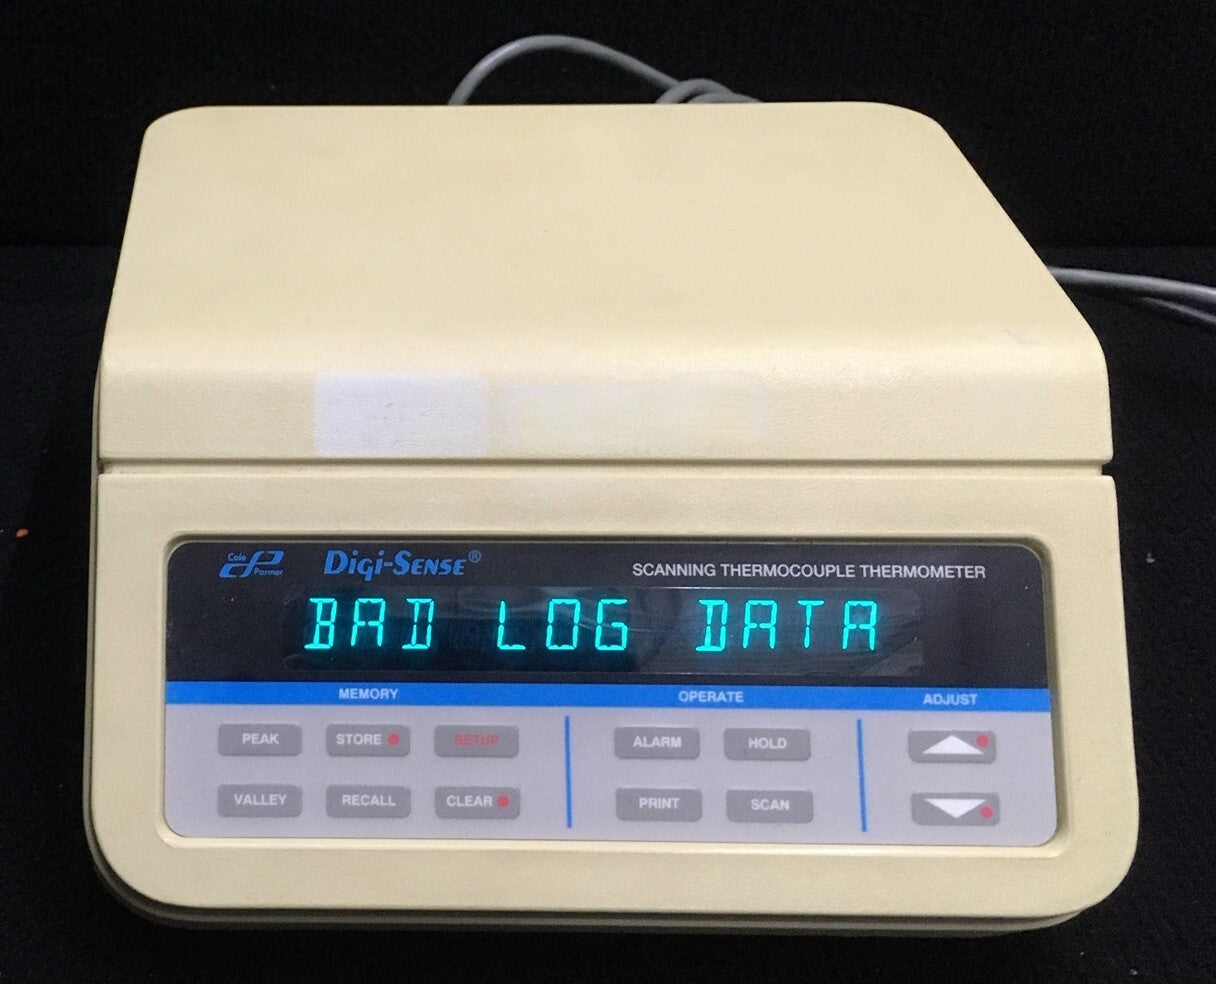 Cole
Parmer
Digi-Sense®
SCANNING THERMOCOUPLE THERMOMETER
BAD LOG DATA
MEMORY OPERATE ADJUST
PEAK STORE SETUP ALARM HOLD
VALLEY RECALL CLEAR PRINT SCAN